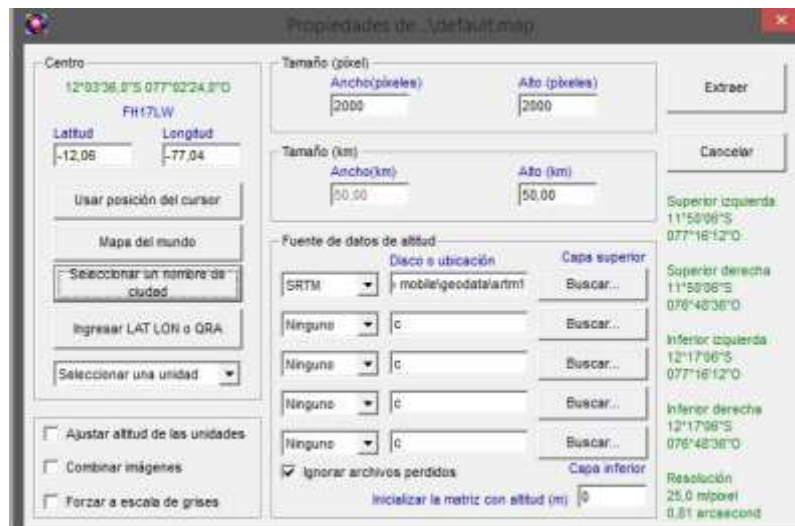 Propiedades de...\default.map
Centro
12°03'36,0"S 077°02'24,0"O
FH17LW
Latitud Longitud
-12,06 -77,04
Usar posición del cursor
Mapa del mundo
Seleccionar un nombre de
ciudad
Ingresar LAT LON o QRA
Seleccionar una unidad
Ajustar altitud de las unidades
Combinar imágenes
Forzar a escala de grises
Tamaño (píxel)
Ancho(píxeles) Alto (píxeles)
2000 2000
Tamaño (km)
Ancho(km) Alto (km)
50,00 50,00
Fuente de datos de altitud
Disco o ubicación Capa superior
SRTM mobile\geodata\srtm1 Buscar...
Ninguno c Buscar...
Ninguno c Buscar...
Ninguno c Buscar...
Ninguno c Buscar...
Ignorar archivos perdidos Capa inferior
Inicializar la matriz con altitud (m) 0
Extraer
Cancelar
Superior izquierda
11°50'06"S
077°16'12"O
Superior derecha
11°50'06"S
076°48'36"O
Inferior izquierda
12°17'06"S
077°16'12"O
Inferior derecha
12°17'06"S
076°48'36"O
Resolución
25,0 m/pixel
0,81 arcsecond